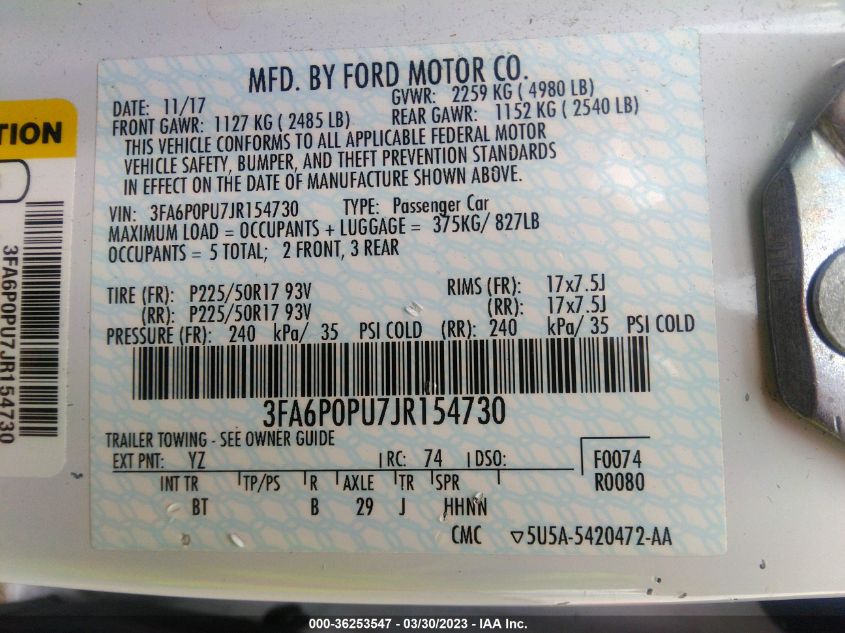 MFD. BY FORD MOTOR CO.
DATE: 11/17 GVWR: 2259 KG ( 4980 LB)
FRONT GAWR: 1127 KG ( 2485 LB) REAR GAWR: 1152 KG ( 2540 LB)
THIS VEHICLE CONFORMS TO ALL APPLICABLE FEDERAL MOTOR
VEHICLE SAFETY, BUMPER, AND THEFT PREVENTION STANDARDS
IN EFFECT ON THE DATE OF MANUFACTURE SHOWN ABOVE.
VIN: 3FA6P0PU7JR154730 TYPE: Passenger Car
MAXIMUM LOAD = OCCUPANTS + LUGGAGE = 375KG/ 827LB
OCCUPANTS = 5 TOTAL; 2 FRONT, 3 REAR
TIRE (FR): P225/50R17 93V RIMS (FR): 17x7.5J
(RR): P225/50R17 93V (RR): 17x7.5J
PRESSURE (FR): 240 kPa/ 35 PSI COLD (RR): 240 kPa/ 35 PSI COLD
3FA6P0PU7JR154730
TRAILER TOWING - SEE OWNER GUIDE
EXT PNT: YZ RC: 74 DSO: F0074
INT TR TP/PS R AXLE TR SPR R0080
BT B 29 J HHNN
CMC ▽5U5A-5420472-AA
TION
3FA6P0PU7JR154730
000-36253547 - 03/30/2023 - IAA Inc.